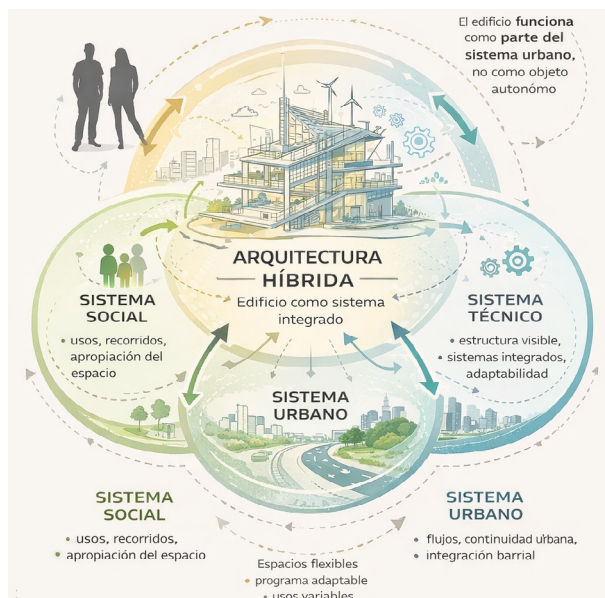 El edificio funciona
como parte del
sistema urbano,
no como objeto
autonómo
ARQUITECTURA
HÍBRIDA
Edificio como sistema
integrado
SISTEMA
SOCIAL
• usos, recorridos,
apropiación del
espacio
SISTEMA
TÉCNICO
• estructura visible,
• sistemas integrados,
adaptabilidad
SISTEMA
URBANO
SISTEMA
SOCIAL
• usos, recorridos,
• apropiación del espacio
SISTEMA
URBANO
• flujos, continuidad urbana,
• integración barrial
Espacios flexibles
• programa adaptable
• usos variables